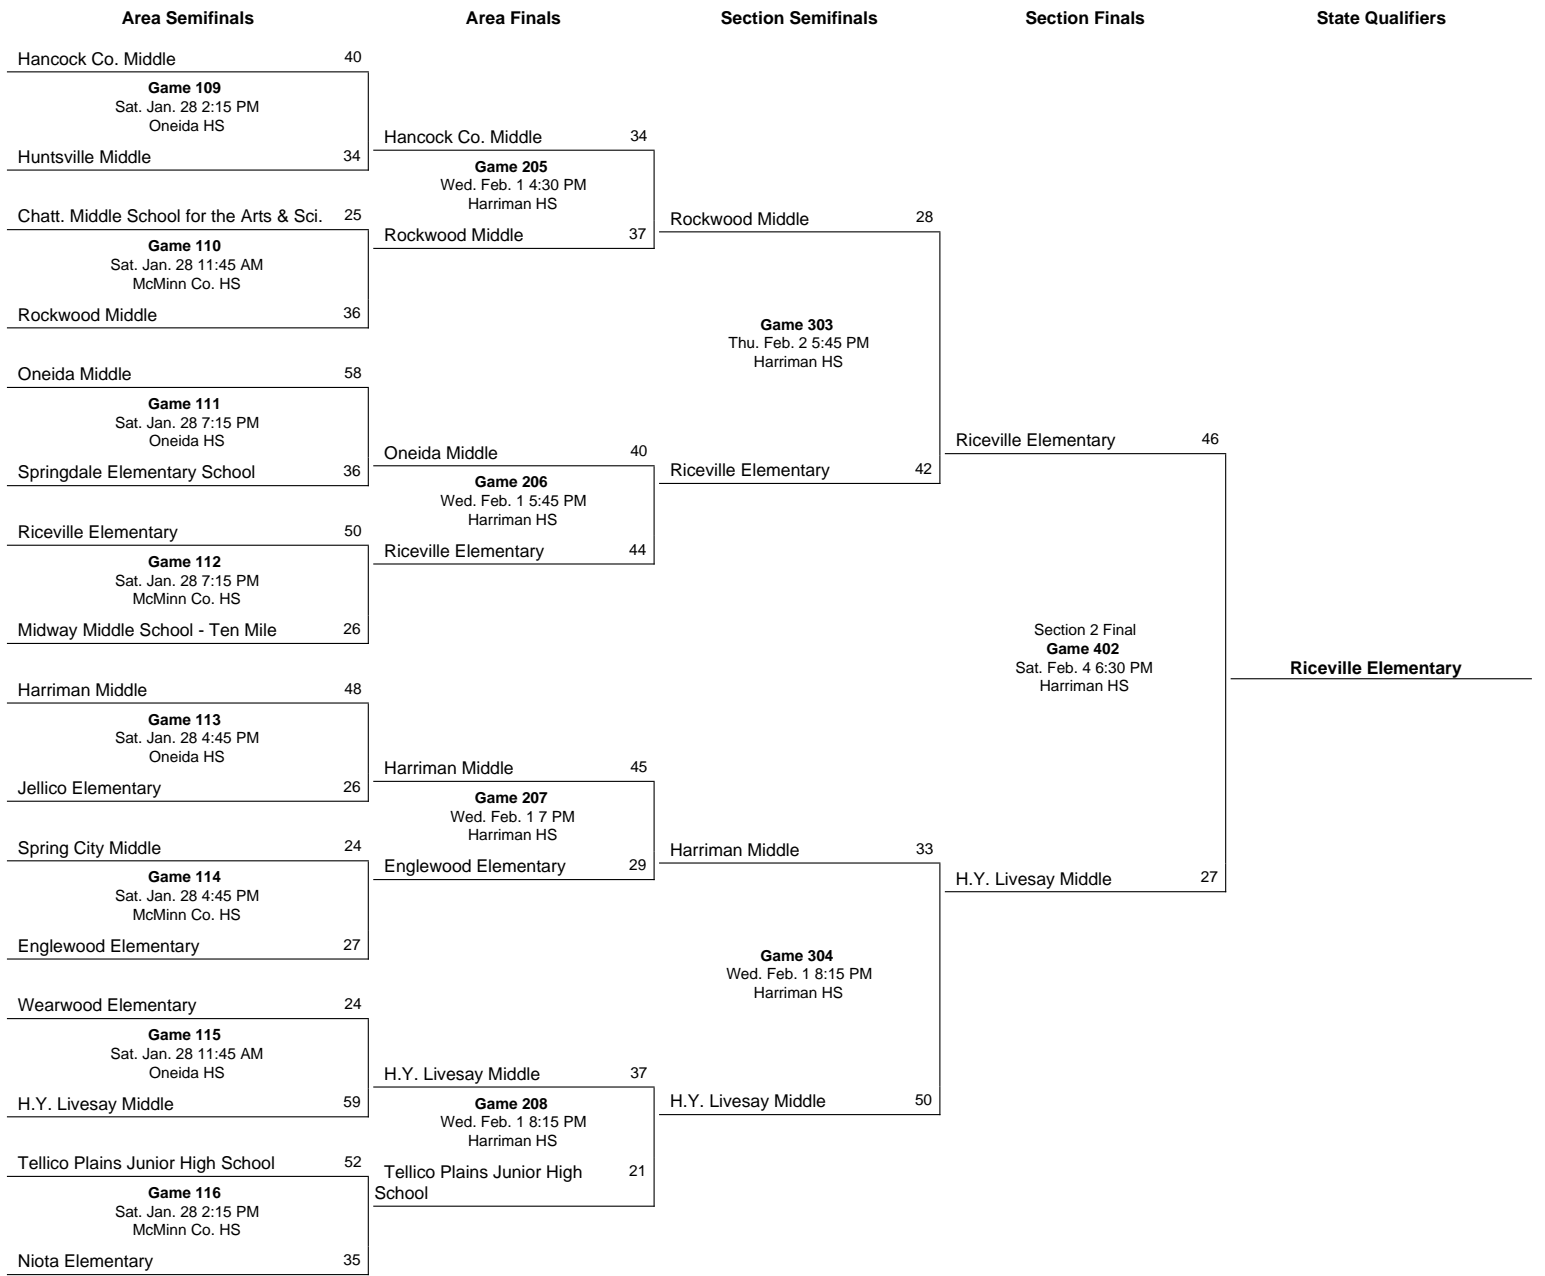 Area Semifinals
Area Finals
Section Semifinals
Section Finals
State Qualifiers
Hancock Co. Middle 40
Game 109
Sat. Jan. 28 2:15 PM
Oneida HS
Huntsville Middle 34
Chatt. Middle School for the Arts & Sci. 25
Game 110
Sat. Jan. 28 11:45 AM
McMinn Co. HS
Rockwood Middle 36
Oneida Middle 58
Game 111
Sat. Jan. 28 7:15 PM
Oneida HS
Springdale Elementary School 36
Riceville Elementary 50
Game 112
Sat. Jan. 28 7:15 PM
McMinn Co. HS
Midway Middle School - Ten Mile 26
Harriman Middle 48
Game 113
Sat. Jan. 28 4:45 PM
Oneida HS
Jellico Elementary 26
Spring City Middle 24
Game 114
Sat. Jan. 28 4:45 PM
McMinn Co. HS
Englewood Elementary 27
Wearwood Elementary 24
Game 115
Sat. Jan. 28 11:45 AM
Oneida HS
H.Y. Livesay Middle 59
Tellico Plains Junior High School 52
Game 116
Sat. Jan. 28 2:15 PM
McMinn Co. HS
Niota Elementary 35
Hancock Co. Middle 34
Game 205
Wed. Feb. 1 4:30 PM
Harriman HS
Rockwood Middle 37
Oneida Middle 40
Game 206
Wed. Feb. 1 5:45 PM
Harriman HS
Riceville Elementary 44
Harriman Middle 45
Game 207
Wed. Feb. 1 7 PM
Harriman HS
Englewood Elementary 29
H.Y. Livesay Middle 37
Game 208
Wed. Feb. 1 8:15 PM
Harriman HS
Tellico Plains Junior High 21
School
Rockwood Middle 28
Game 303
Thu. Feb. 2 5:45 PM
Harriman HS
Riceville Elementary 42
Harriman Middle 33
Game 304
Wed. Feb. 1 8:15 PM
Harriman HS
H.Y. Livesay Middle 50
Riceville Elementary 46
Section 2 Final
Game 402
Sat. Feb. 4 6:30 PM
Harriman HS
H.Y. Livesay Middle 27
Riceville Elementary